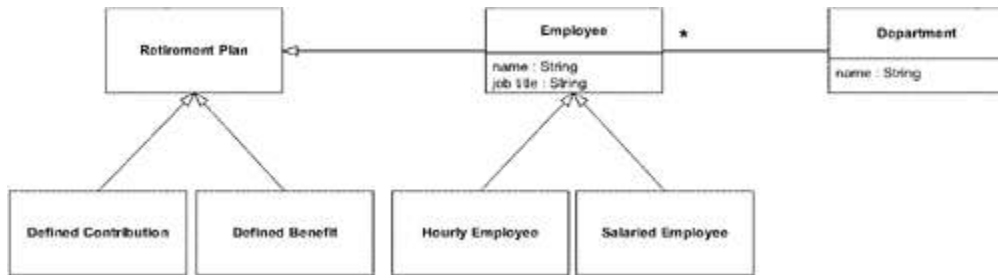 Retirement Plan
Employee
name : String
job title : String
*
Department
name : String
Defined Contribution
Defined Benefit
Hourly Employee
Salaried Employee